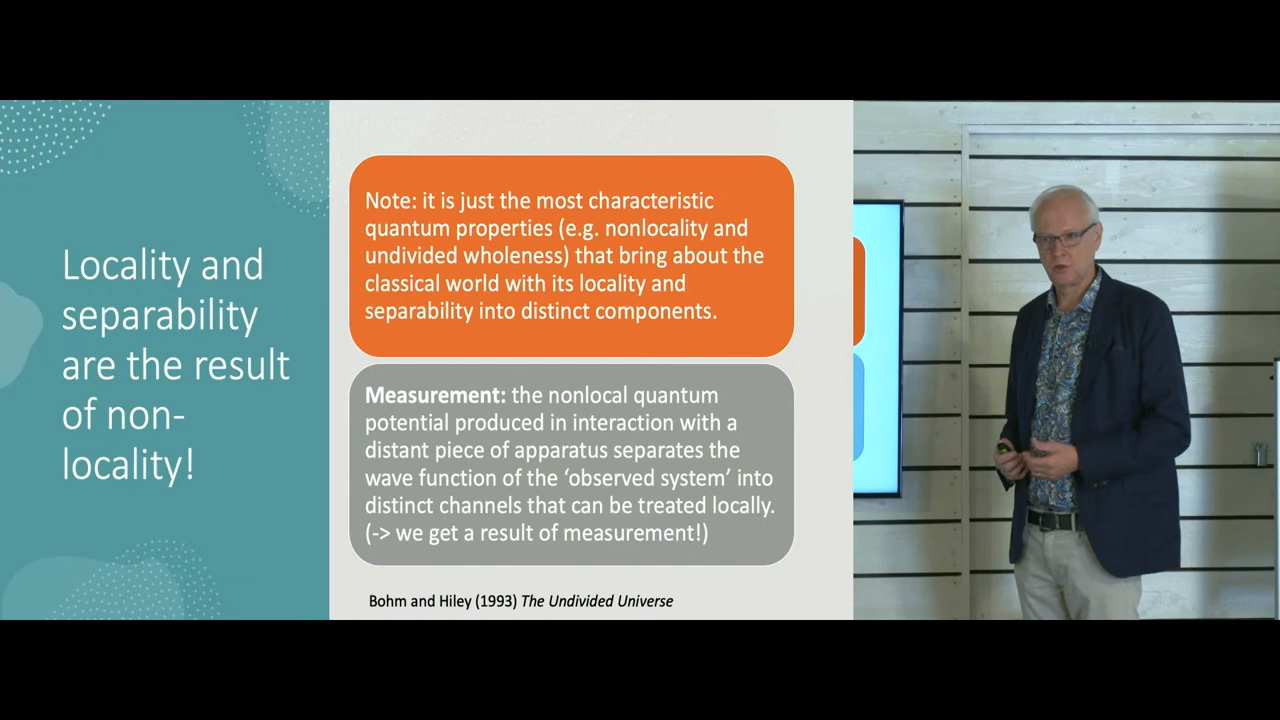 Locality and
separability
are the result
of non-
locality!
Note: it is just the most characteristic
quantum properties (e.g. nonlocality and
undivided wholeness) that bring about the
classical world with its locality and
separability into distinct components.
Measurement: the nonlocal quantum
potential produced in interaction with a
distant piece of apparatus separates the
wave function of the ‘observed system’ into
distinct channels that can be treated locally.
(-> we get a result of measurement!)
Bohm and Hiley (1993) The Undivided Universe